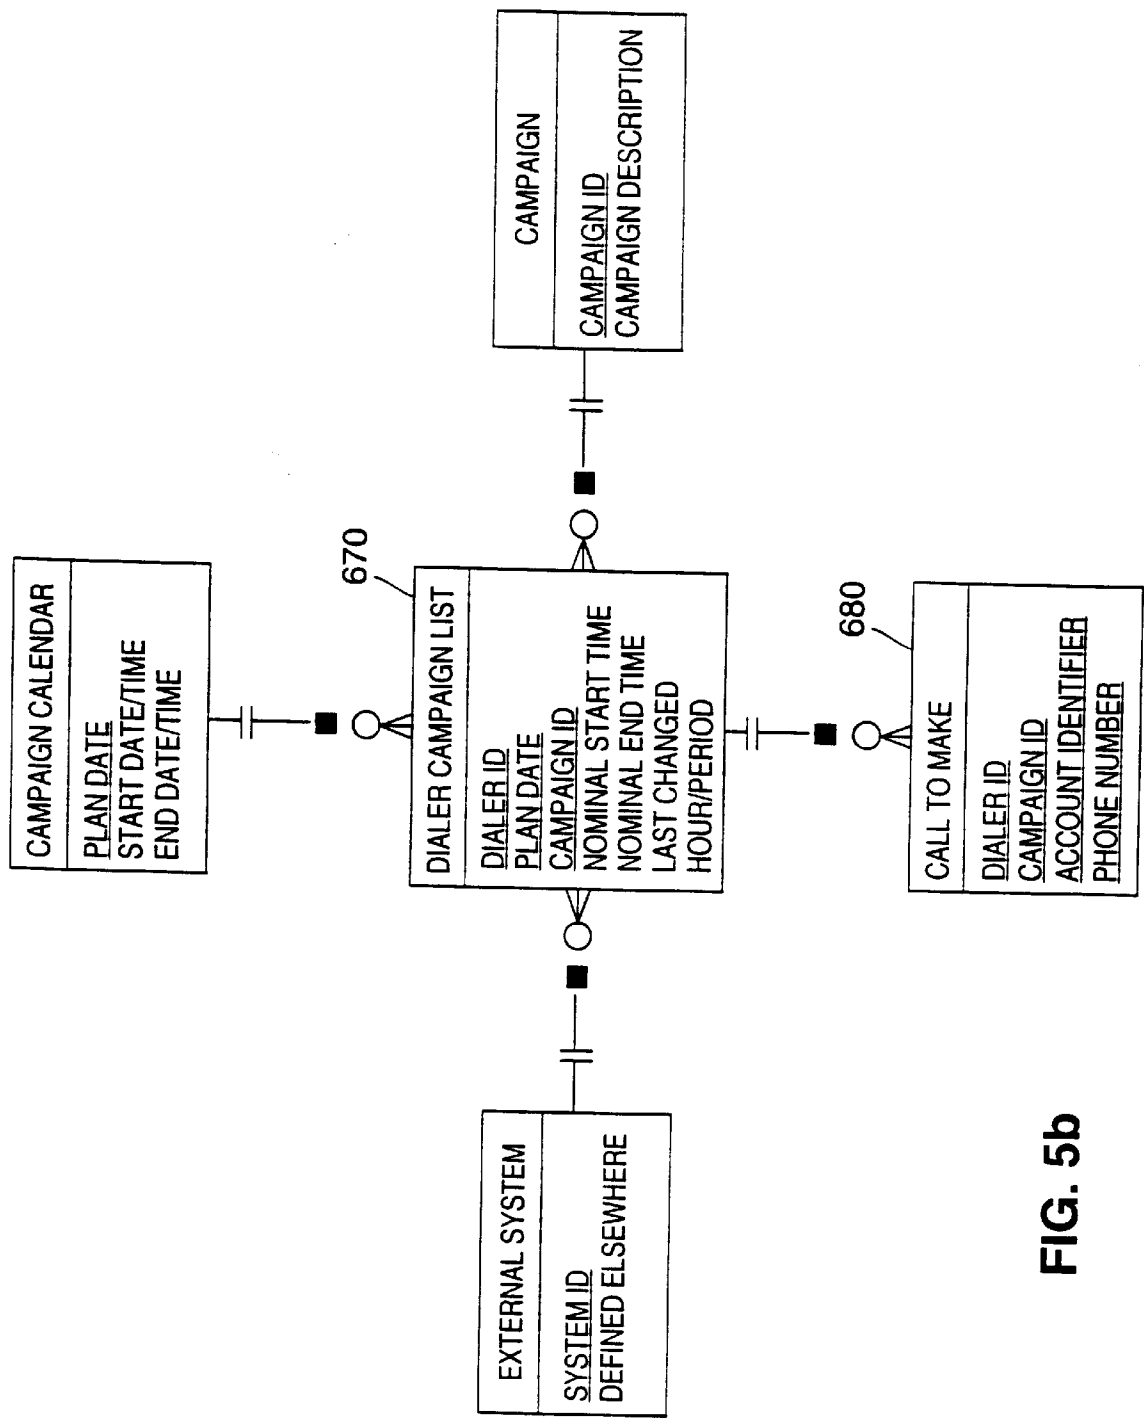 CAMPAIGN CALENDAR
PLAN DATE
START DATE/TIME
END DATE/TIME
EXTERNAL SYSTEM
SYSTEM ID
DEFINED ELSEWHERE
670
DIALER CAMPAIGN LIST
DIALER ID
PLAN DATE
CAMPAIGN ID
NOMINAL START TIME
NOMINAL END TIME
LAST CHANGED
HOUR/PERIOD
CAMPAIGN
CAMPAIGN ID
CAMPAIGN DESCRIPTION
680
CALL TO MAKE
DIALER ID
CAMPAIGN ID
ACCOUNT IDENTIFIER
PHONE NUMBER
FIG. 5b